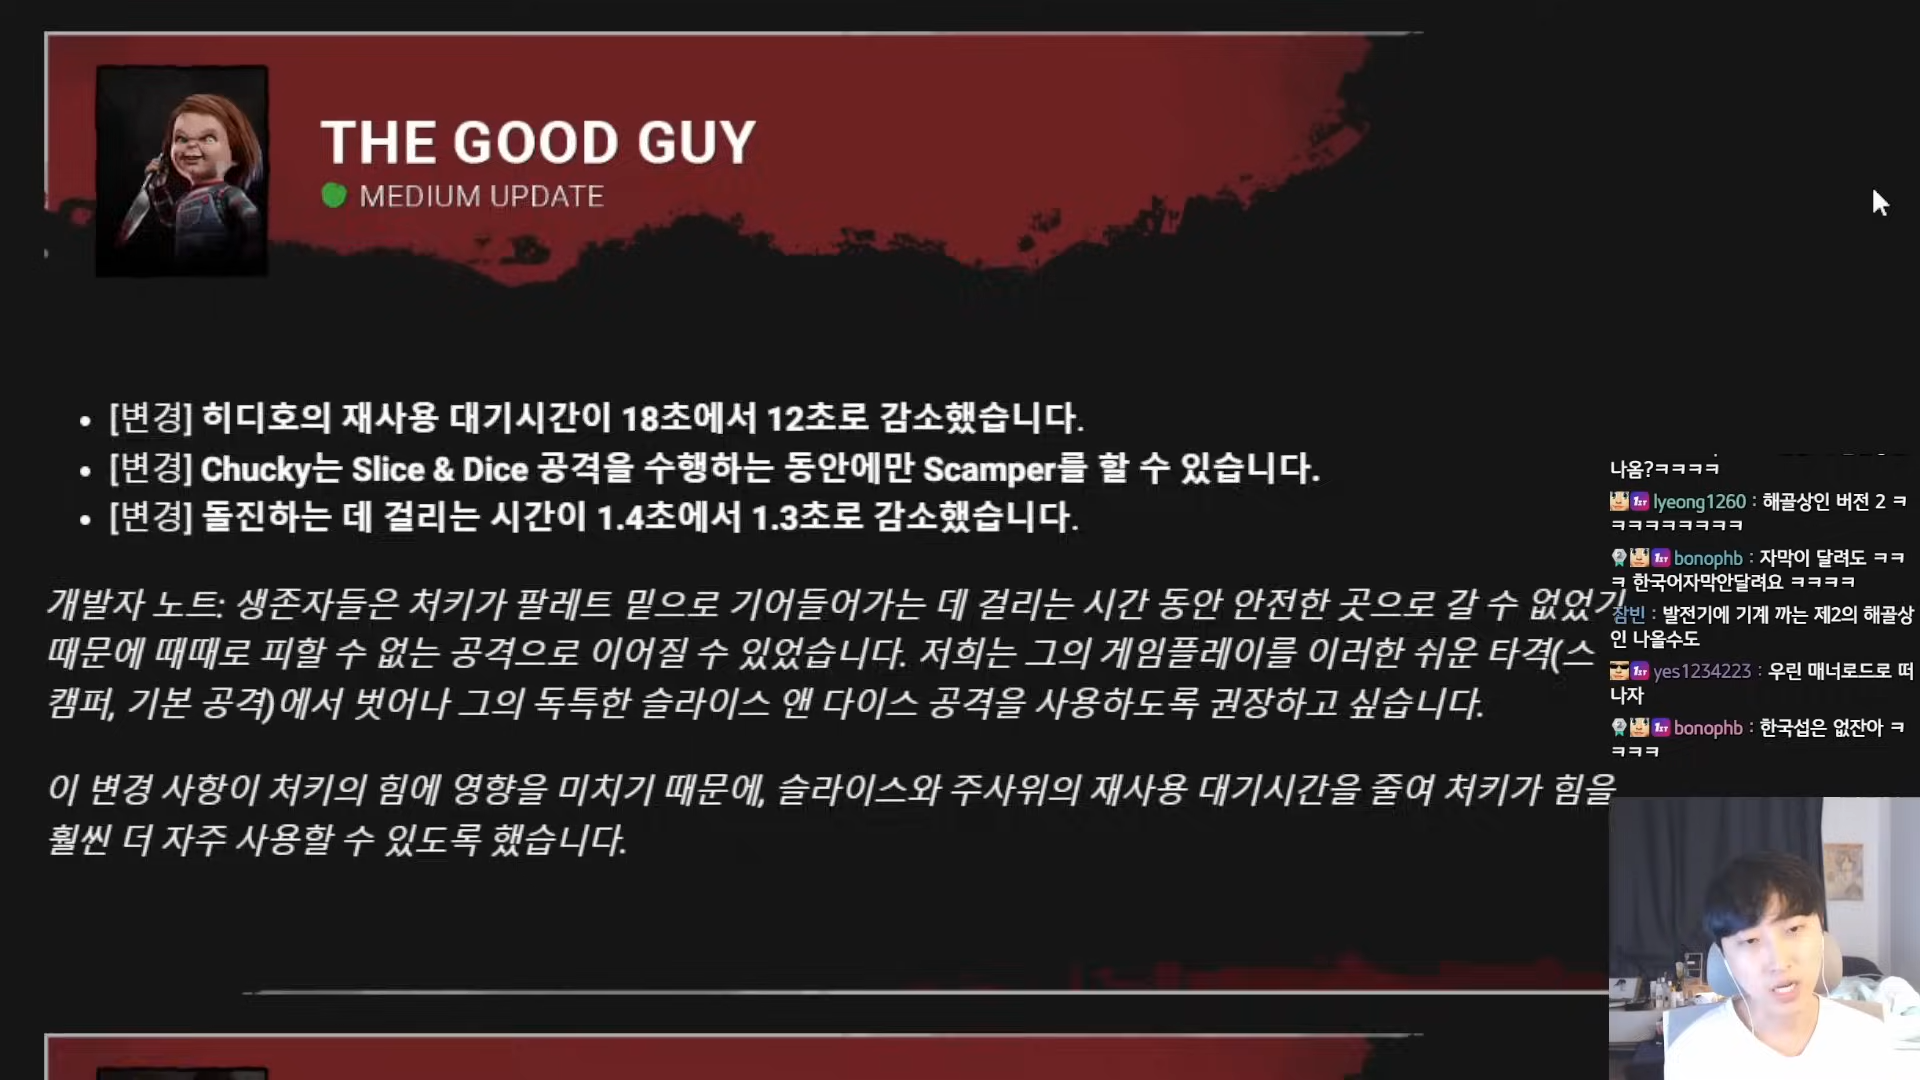 THE GOOD GUY
MEDIUM UPDATE
• [변경] 히디호의 재사용 대기시간이 18초에서 12초로 감소했습니다.
• [변경] Chucky는 Slice & Dice 공격을 수행하는 동안에만 Scamper를 할 수 있습니다.
• [변경] 돌진하는 데 걸리는 시간이 1.4초에서 1.3초로 감소했습니다.
개발자 노트: 생존자들은 처키가 팔레트 밑으로 기어들어가는 데 걸리는 시간 동안 안전한 곳으로 갈 수 없었기
때문에 때때로 피할 수 없는 공격으로 이어질 수 있었습니다. 저희는 그의 게임플레이를 이러한 쉬운 타격(스
캠퍼, 기본 공격)에서 벗어나 그의 독특한 슬라이스 앤 다이스 공격을 사용하도록 권장하고 싶습니다.
이 변경 사항이 처키의 힘에 영향을 미치기 때문에, 슬라이스와 주사위의 재사용 대기시간을 줄여 처키가 힘을
훨씬 더 자주 사용할 수 있도록 했습니다.
나옴?ㅋㅋㅋㅋ
lyeong1260 : 해골상인 버전 2 ㅋ
ㅋㅋㅋㅋㅋㅋㅋㅋ
bonophb : 자막이 달려도 ㅋㅋ
ㅋ 한국어자막안달려요 ㅋㅋㅋㅋ
잠빈 : 발전기에 기계 까는 제2의 해골상
인 나올수도
yes1234223 : 우린 매너로드로 떠
나자
bonophb : 한국섭은 없잔아 ㅋ
ㅋㅋㅋ